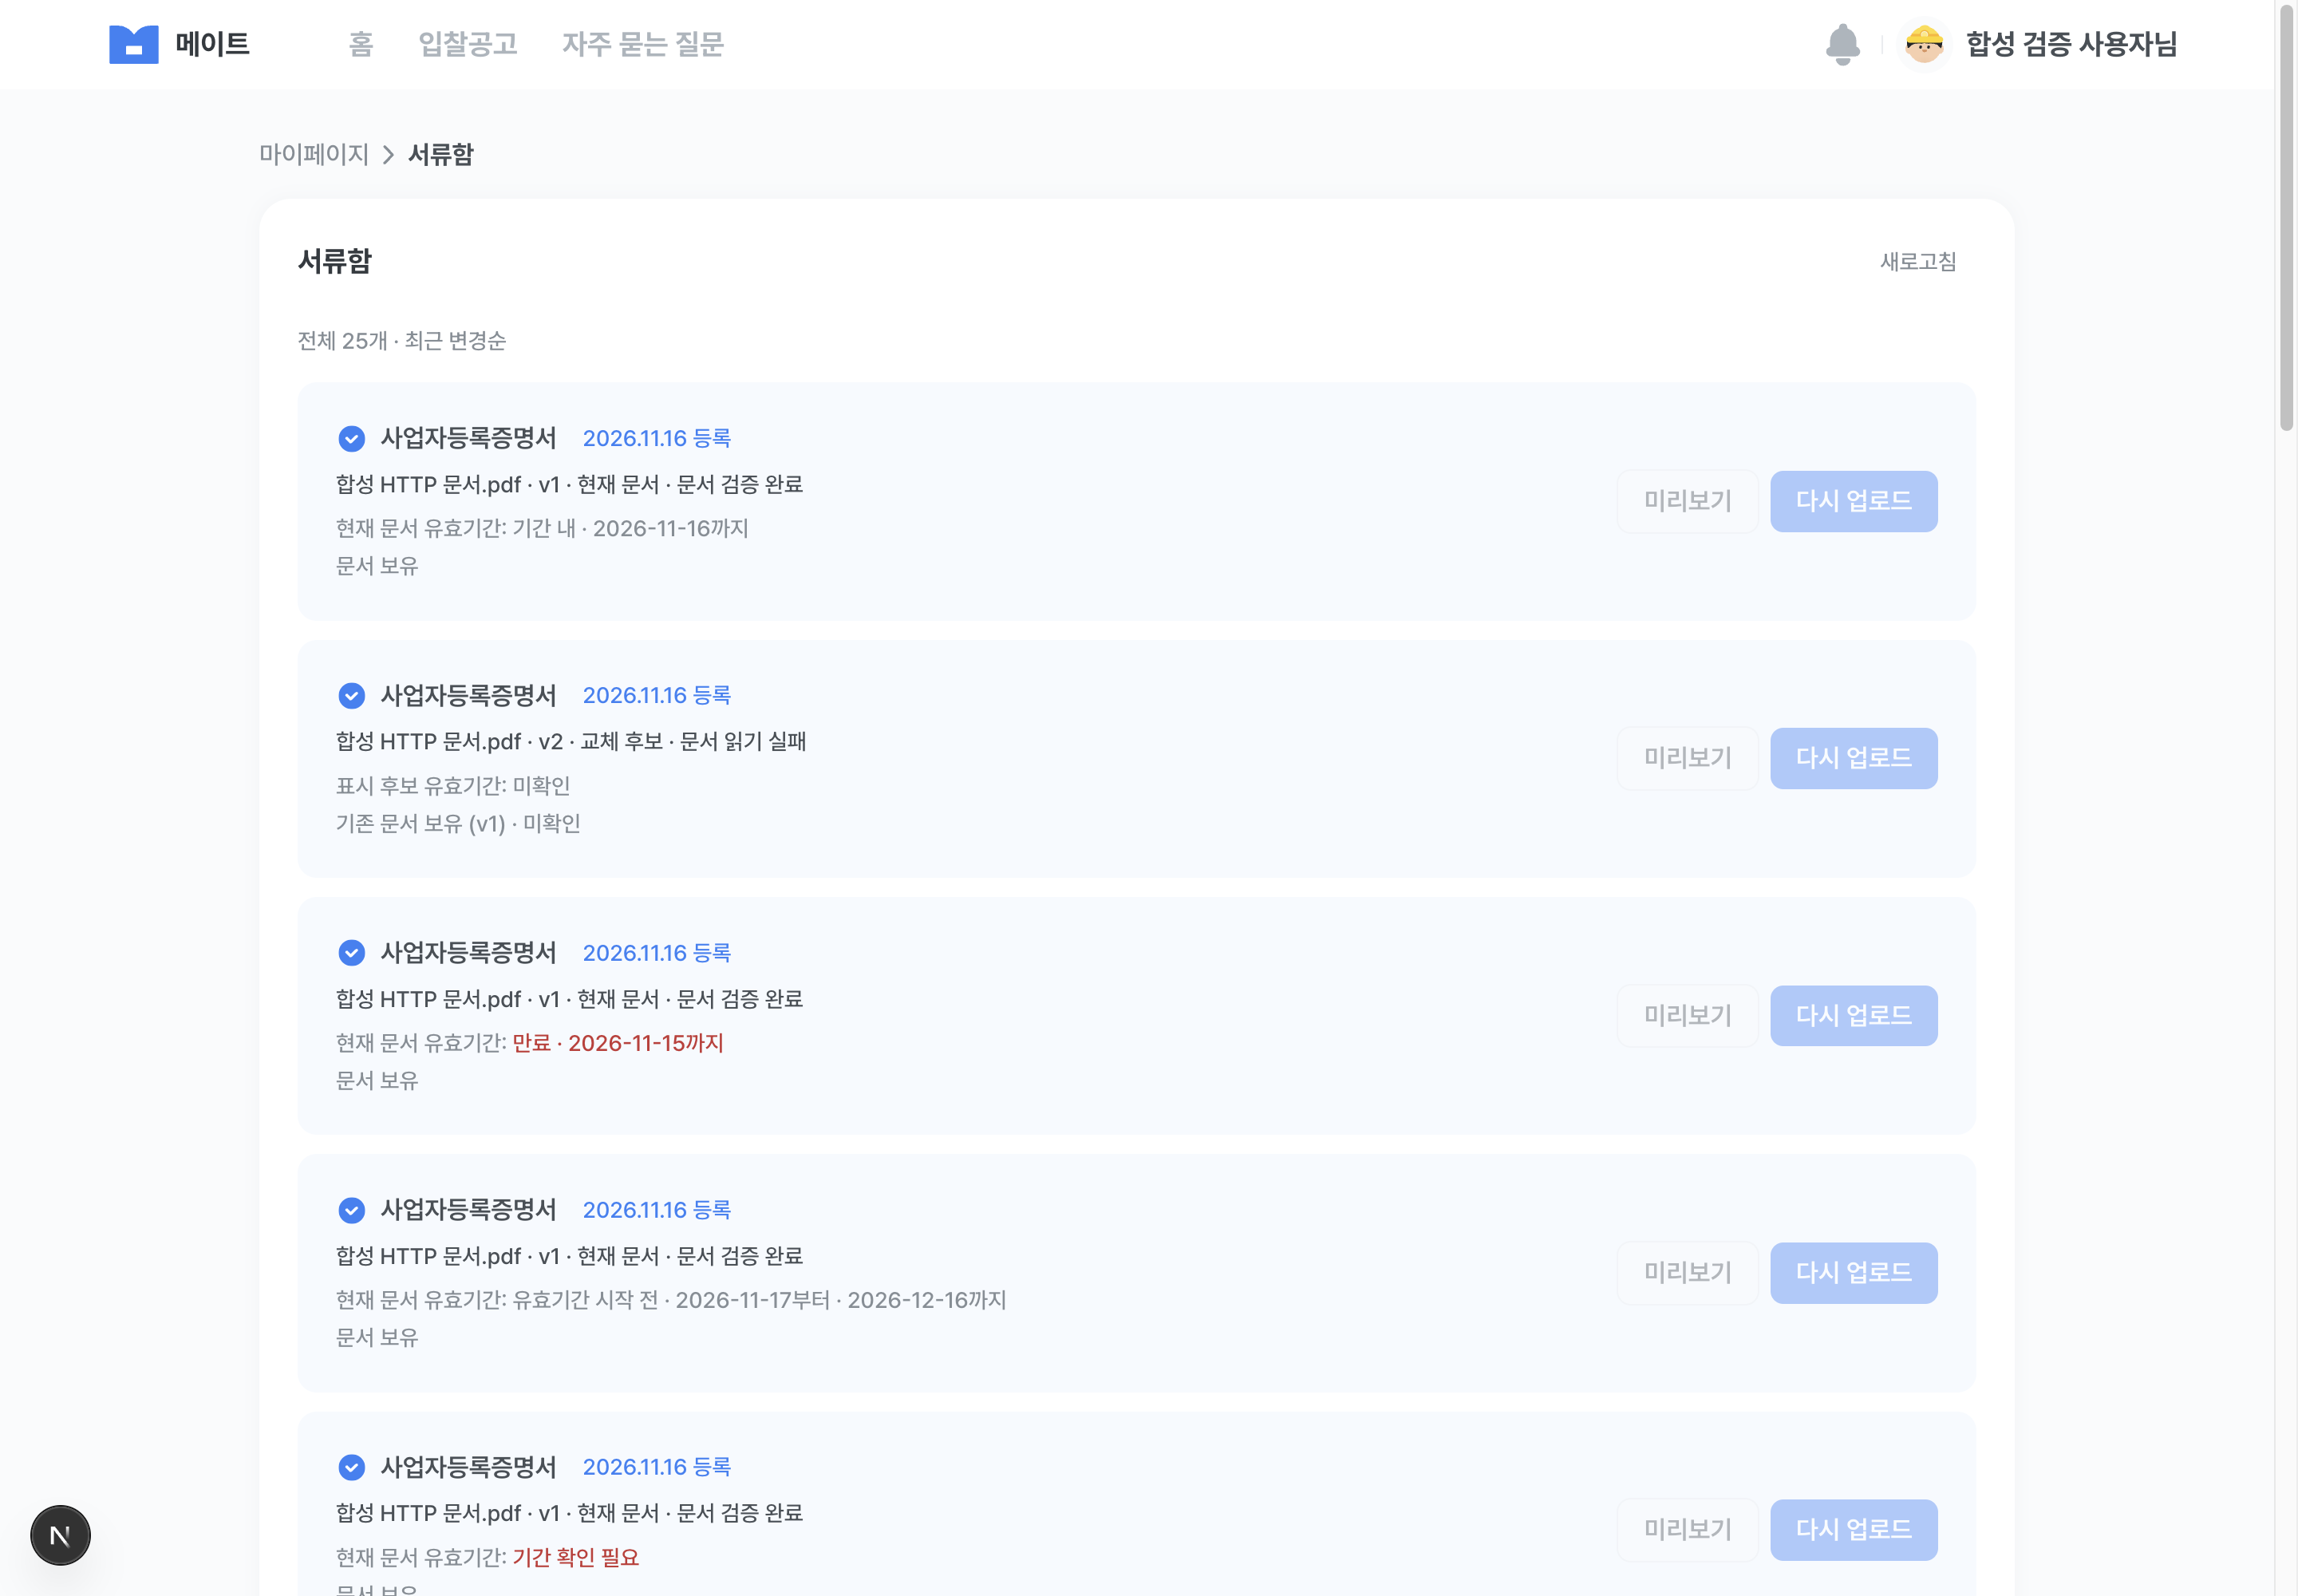 메이트
홈
입찰공고
자주 묻는 질문
합성 검증 사용자님
마이페이지 > 서류함
서류함
새로고침
전체 25개 · 최근 변경순
사업자등록증명서 2026.11.16 등록
합성 HTTP 문서.pdf · v1 · 현재 문서 · 문서 검증 완료
현재 문서 유효기간: 기간 내 · 2026-11-16까지
문서 보유
미리보기
다시 업로드
사업자등록증명서 2026.11.16 등록
합성 HTTP 문서.pdf · v2 · 교체 후보 · 문서 읽기 실패
표시 후보 유효기간: 미확인
기존 문서 보유 (v1) · 미확인
미리보기
다시 업로드
사업자등록증명서 2026.11.16 등록
합성 HTTP 문서.pdf · v1 · 현재 문서 · 문서 검증 완료
현재 문서 유효기간: 만료 · 2026-11-15까지
문서 보유
미리보기
다시 업로드
사업자등록증명서 2026.11.16 등록
합성 HTTP 문서.pdf · v1 · 현재 문서 · 문서 검증 완료
현재 문서 유효기간: 유효기간 시작 전 · 2026-11-17부터 · 2026-12-16까지
문서 보유
미리보기
다시 업로드
사업자등록증명서 2026.11.16 등록
합성 HTTP 문서.pdf · v1 · 현재 문서 · 문서 검증 완료
현재 문서 유효기간: 기간 확인 필요
문서 보유
미리보기
다시 업로드
N